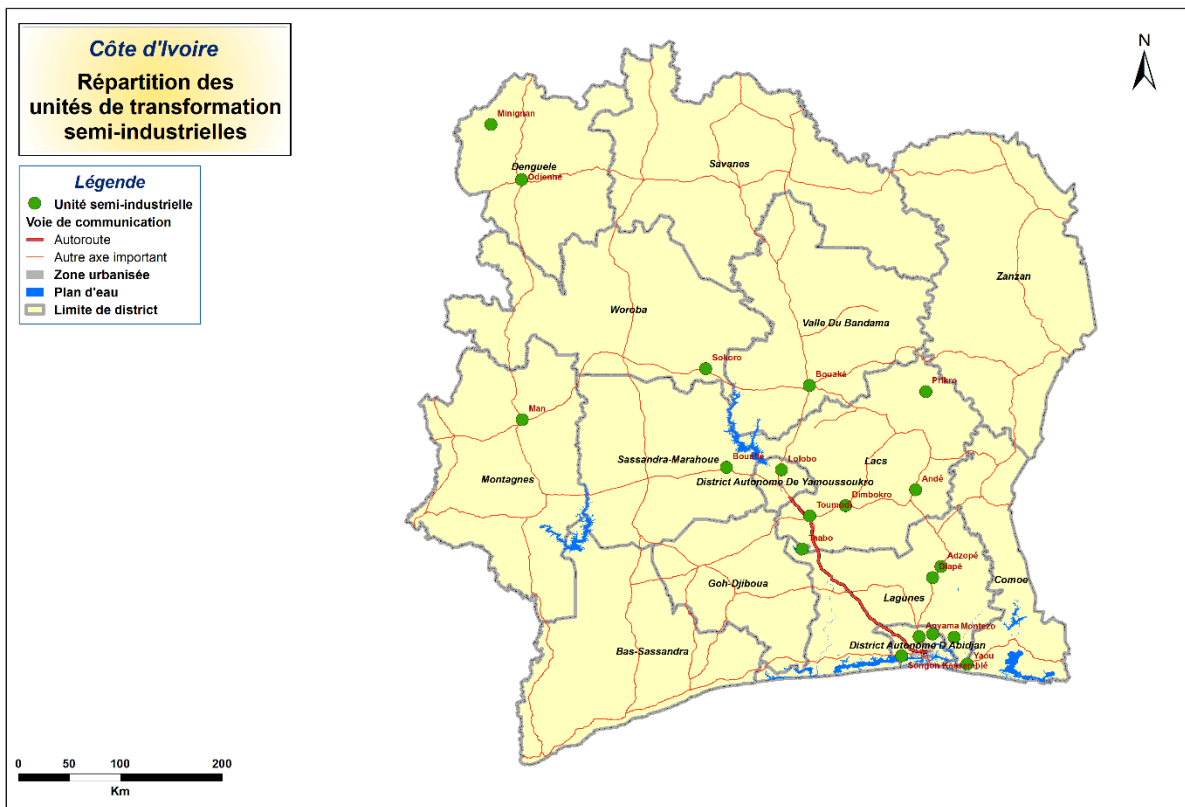 Côte d'Ivoire
Répartition des
unités de transformation
semi-industrielles
N
Légende
Unité semi-industrielle
Voie de communication
Autoroute
Autre axe important
Zone urbanisée
Plan d'eau
Limite de district
Minignan
Denguele
Odienné
Savanes
Zanzan
Woroba
Valle Du Bandama
Sokoro
Bouaké
Prikro
Man
Sassandra-Marahoue
Bouaflé
Lolobo
Lacs
Montagnes
District Autonome De Yamoussoukro
Andé
Dimbokro
Toumodi
Taabo
Adzopé
Diapé
Comoe
Goh-Djiboua
Lagunes
Anyama
Montezo
District Autonome D Abidjan
Bas-Sassandra
Yaou
Songon Kassemblé
0 50 100 200
Km